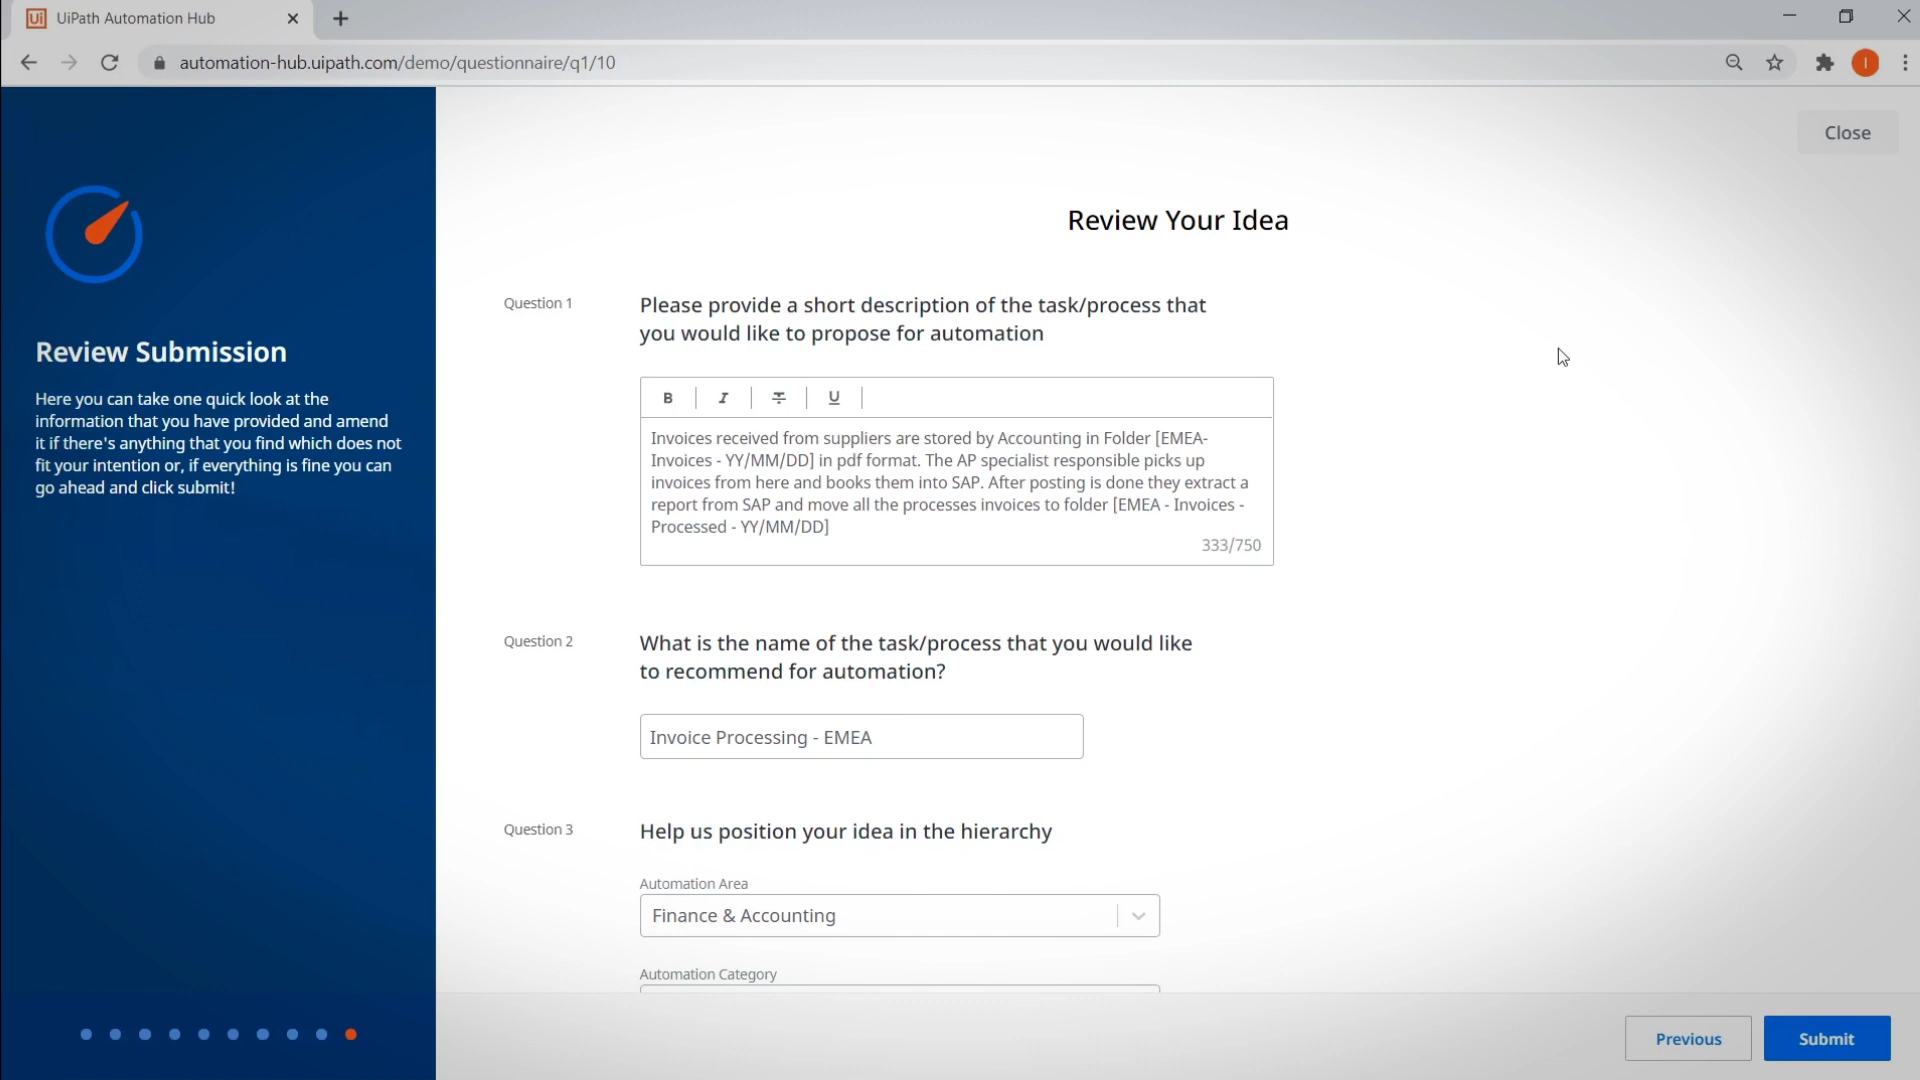 UiPath Automation Hub
automation-hub.uipath.com/demo/questionnaire/q1/10
I
Close
Review Submission
Here you can take one quick look at the
information that you have provided and amend
it if there's anything that you find which does not
fit your intention or, if everything is fine you can
go ahead and click submit!
Review Your Idea
Question 1
Please provide a short description of the task/process that
you would like to propose for automation
B I T U
Invoices received from suppliers are stored by Accounting in Folder [EMEA-
Invoices - YY/MM/DD] in pdf format. The AP specialist responsible picks up
invoices from here and books them into SAP. After posting is done they extract a
report from SAP and move all the processes invoices to folder [EMEA - Invoices -
Processed - YY/MM/DD]
333/750
Question 2
What is the name of the task/process that you would like
to recommend for automation?
Invoice Processing - EMEA
Question 3
Help us position your idea in the hierarchy
Automation Area
Finance & Accounting
Automation Category
Previous
Submit